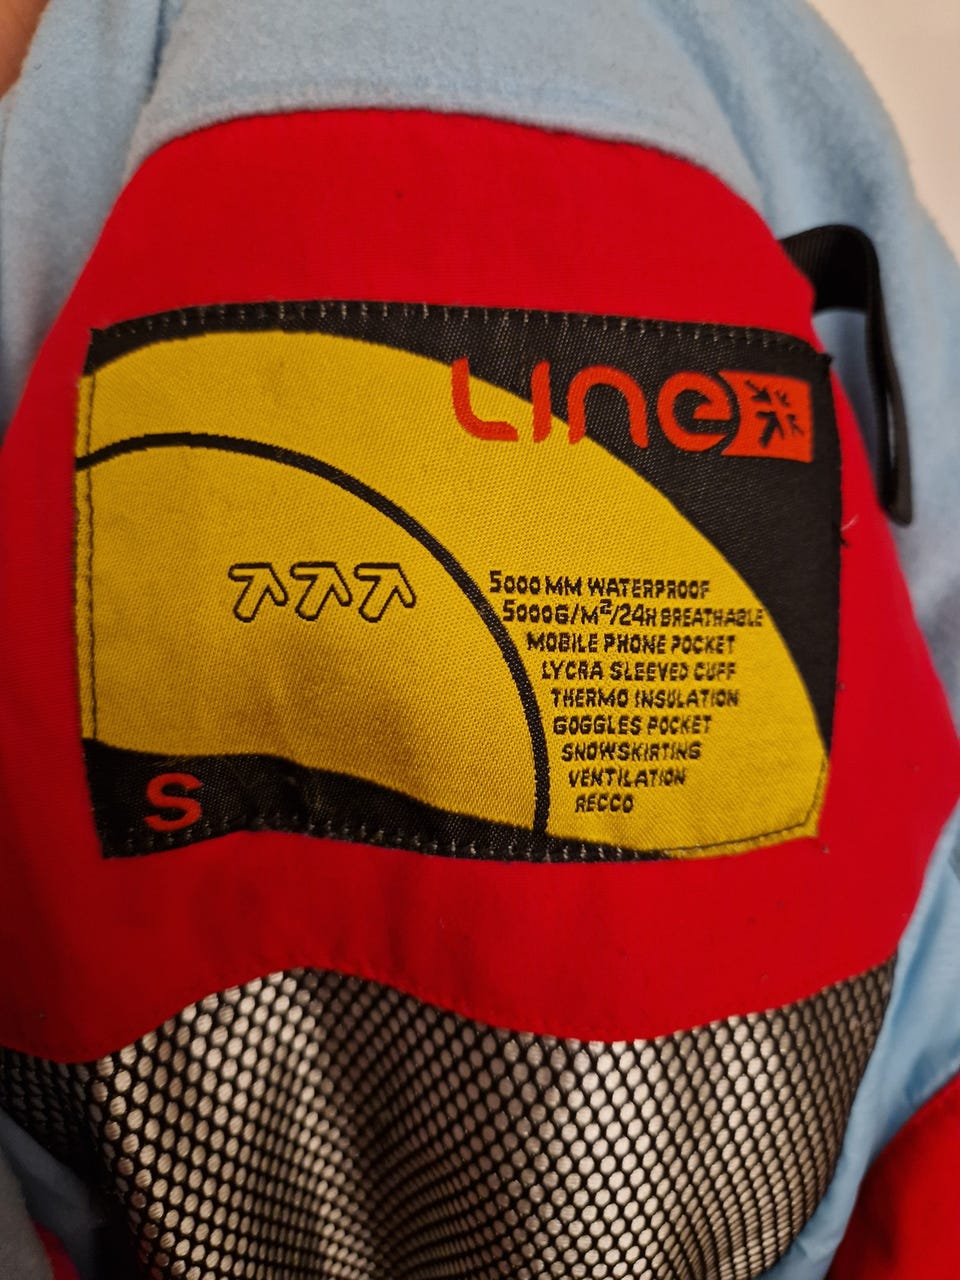 LINE
5000 MM WATERPROOF
5000G/M²/24H BREATHABLE
MOBILE PHONE POCKET
LYCRA SLEEVED CUFF
THERMO INSULATION
GOGGLES POCKET
SNOWSKIRTING
VENTILATION
RECCO
S